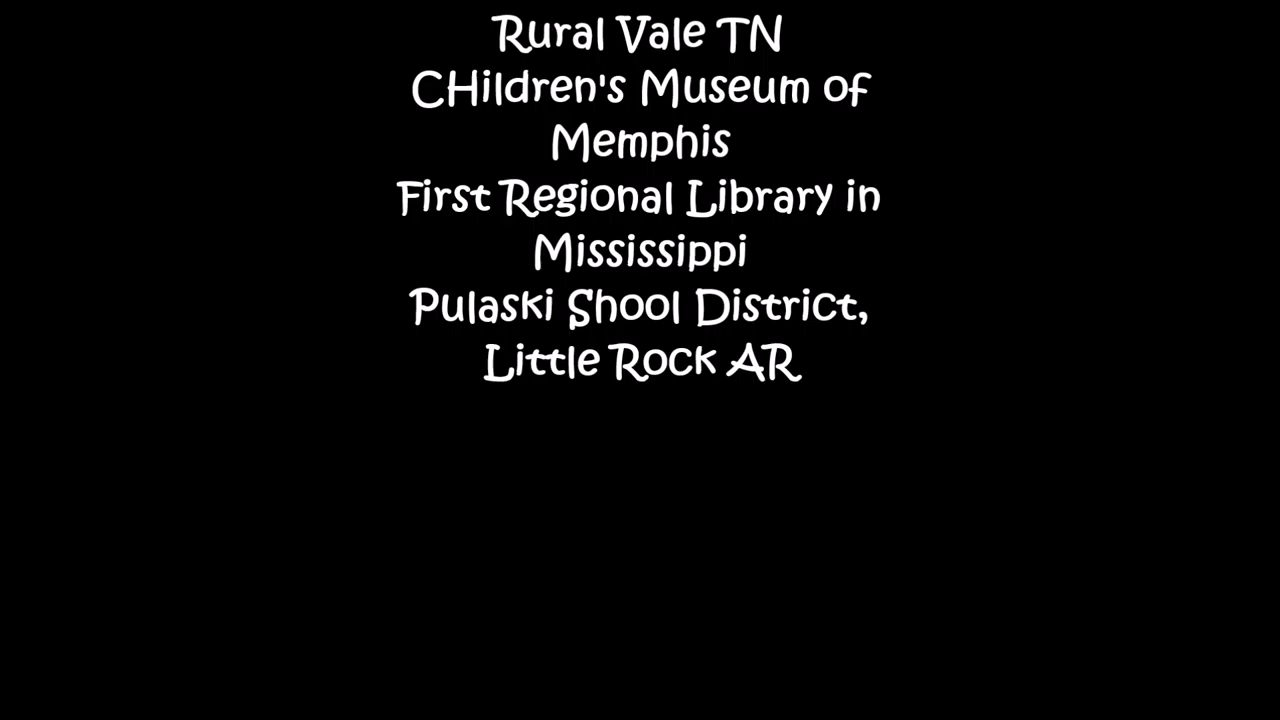 Rural Vale TN
CHildren's Museum of
Memphis
First Regional Library in
Mississippi
Pulaski Shool District,
Little Rock AR